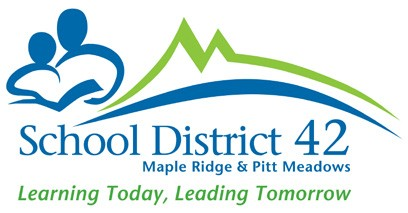 School District 42
Maple Ridge & Pitt Meadows
Learning Today, Leading Tomorrow